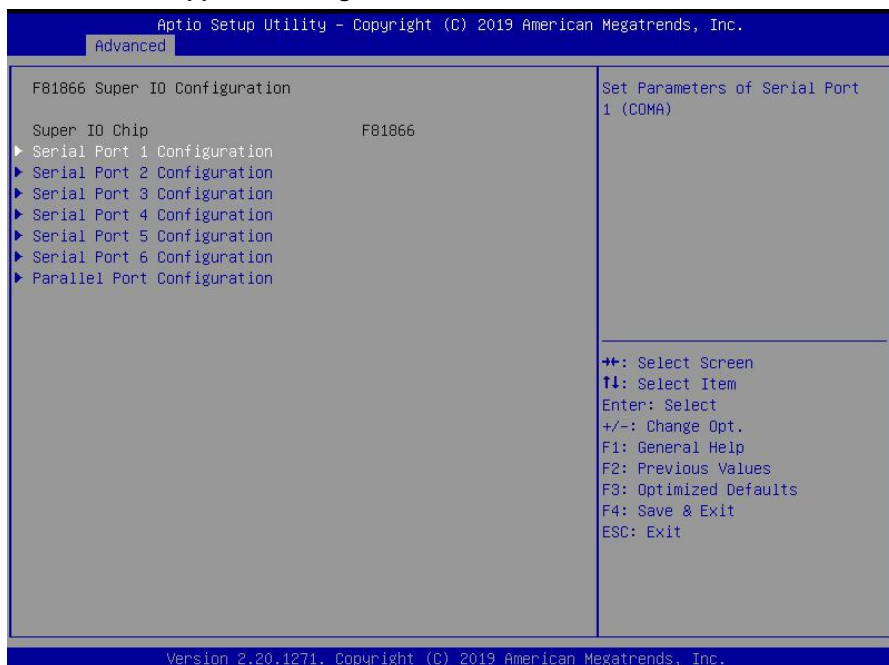 Aptio Setup Utility – Copyright (C) 2019 American Megatrends, Inc.
Advanced
F81866 Super IO Configuration
Super IO Chip F81866
Serial Port 1 Configuration
Serial Port 2 Configuration
Serial Port 3 Configuration
Serial Port 4 Configuration
Serial Port 5 Configuration
Serial Port 6 Configuration
Parallel Port Configuration
Set Parameters of Serial Port
1 (COMA)
→←: Select Screen
↑↓: Select Item
Enter: Select
+/-: Change Opt.
F1: General Help
F2: Previous Values
F3: Optimized Defaults
F4: Save & Exit
ESC: Exit
Version 2.20.1271. Copyright (C) 2019 American Megatrends, Inc.